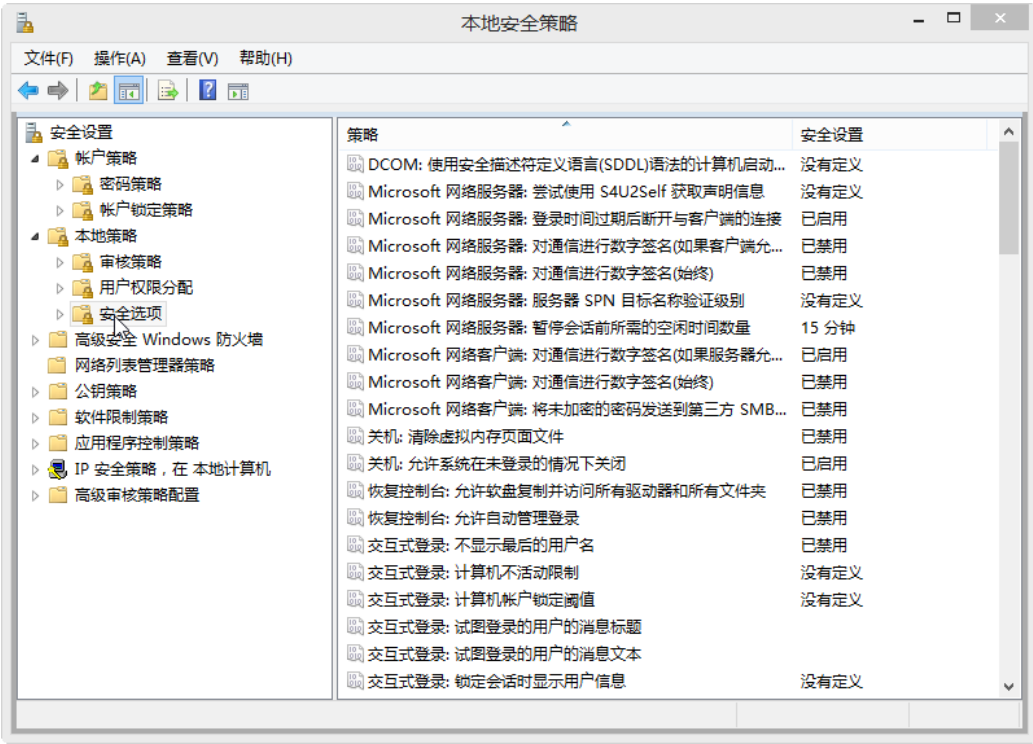 本地安全策略
文件(F) 操作(A) 查看(V) 帮助(H)
安全设置
帐户策略
密码策略
帐户锁定策略
本地策略
审核策略
用户权限分配
安全选项
高级安全 Windows 防火墙
网络列表管理器策略
公钥策略
软件限制策略
应用程序控制策略
IP 安全策略，在 本地计算机
高级审核策略配置
策略 安全设置
DCOM: 使用安全描述符定义语言(SDDL)语法的计算机启动... 没有定义
Microsoft 网络服务器: 尝试使用 S4U2Self 获取声明信息 没有定义
Microsoft 网络服务器: 登录时间过期后断开与客户端的连接 已启用
Microsoft 网络服务器: 对通信进行数字签名(如果客户端允... 已禁用
Microsoft 网络服务器: 对通信进行数字签名(始终) 已禁用
Microsoft 网络服务器: 服务器 SPN 目标名称验证级别 没有定义
Microsoft 网络服务器: 暂停会话前所需的空闲时间数量 15 分钟
Microsoft 网络客户端: 对通信进行数字签名(如果服务器允... 已启用
Microsoft 网络客户端: 对通信进行数字签名(始终) 已禁用
Microsoft 网络客户端: 将未加密的密码发送到第三方 SMB... 已禁用
关机: 清除虚拟内存页面文件 已禁用
关机: 允许系统在未登录的情况下关闭 已启用
恢复控制台: 允许软盘复制并访问所有驱动器和所有文件夹 已禁用
恢复控制台: 允许自动管理登录 已禁用
交互式登录: 不显示最后的用户名 已禁用
交互式登录: 计算机不活动限制 没有定义
交互式登录: 计算机帐户锁定阈值 没有定义
交互式登录: 试图登录的用户的消息标题
交互式登录: 试图登录的用户的消息文本
交互式登录: 锁定会话时显示用户信息 没有定义